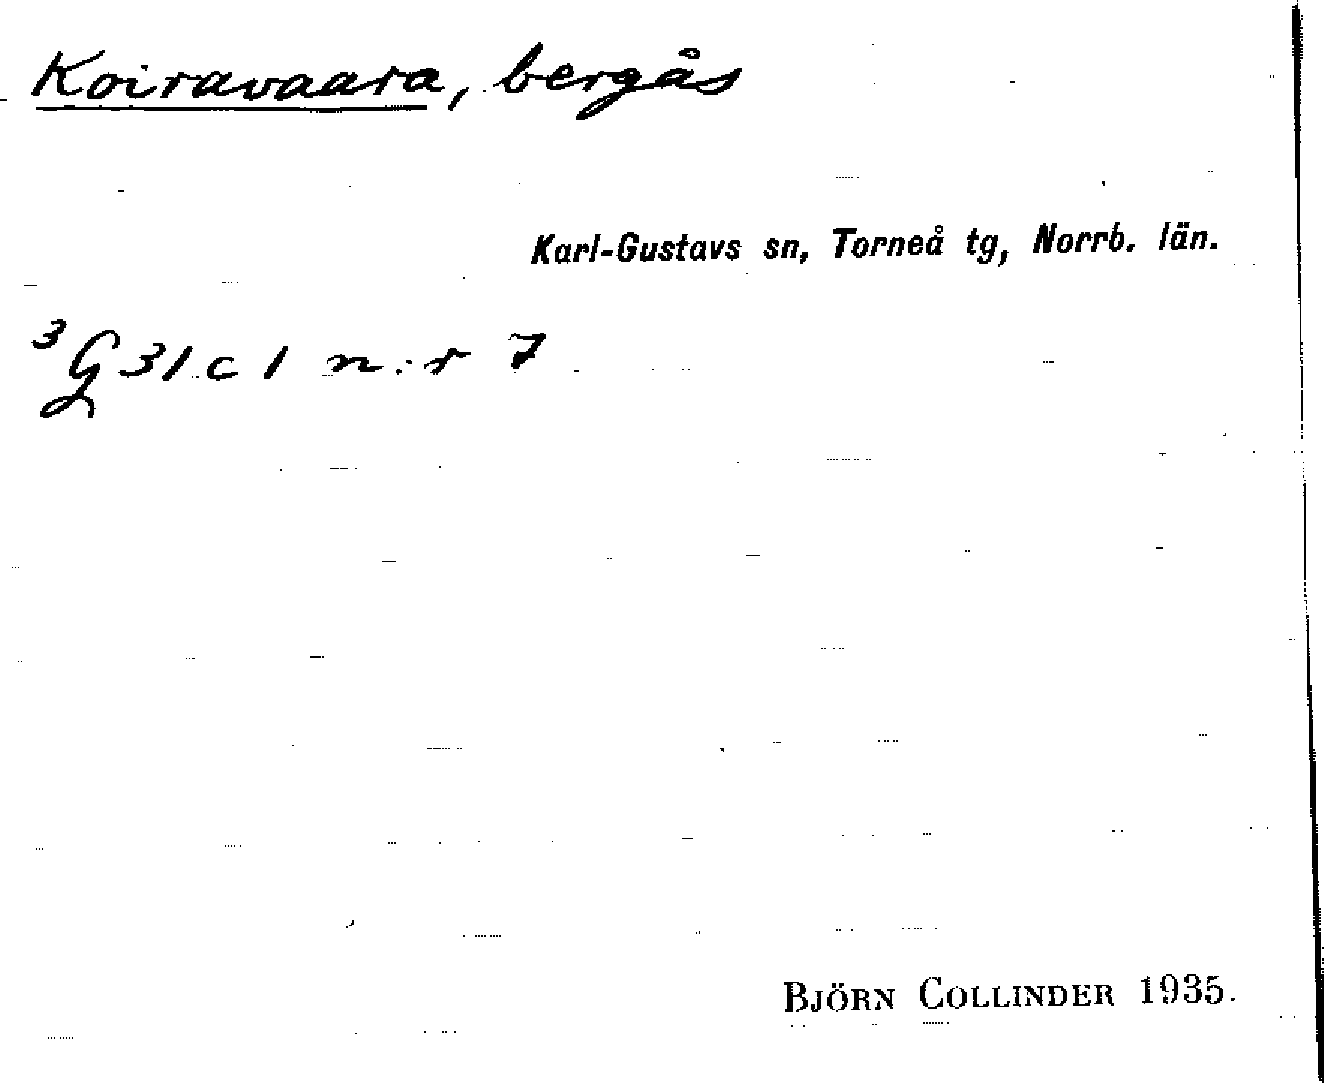 Koiravaara, bergås
Karl-Gustavs sn, Torneå tg, Norrb. län.
³G 31 c 1 n:r 7
BJÖRN COLLINDER 1935.